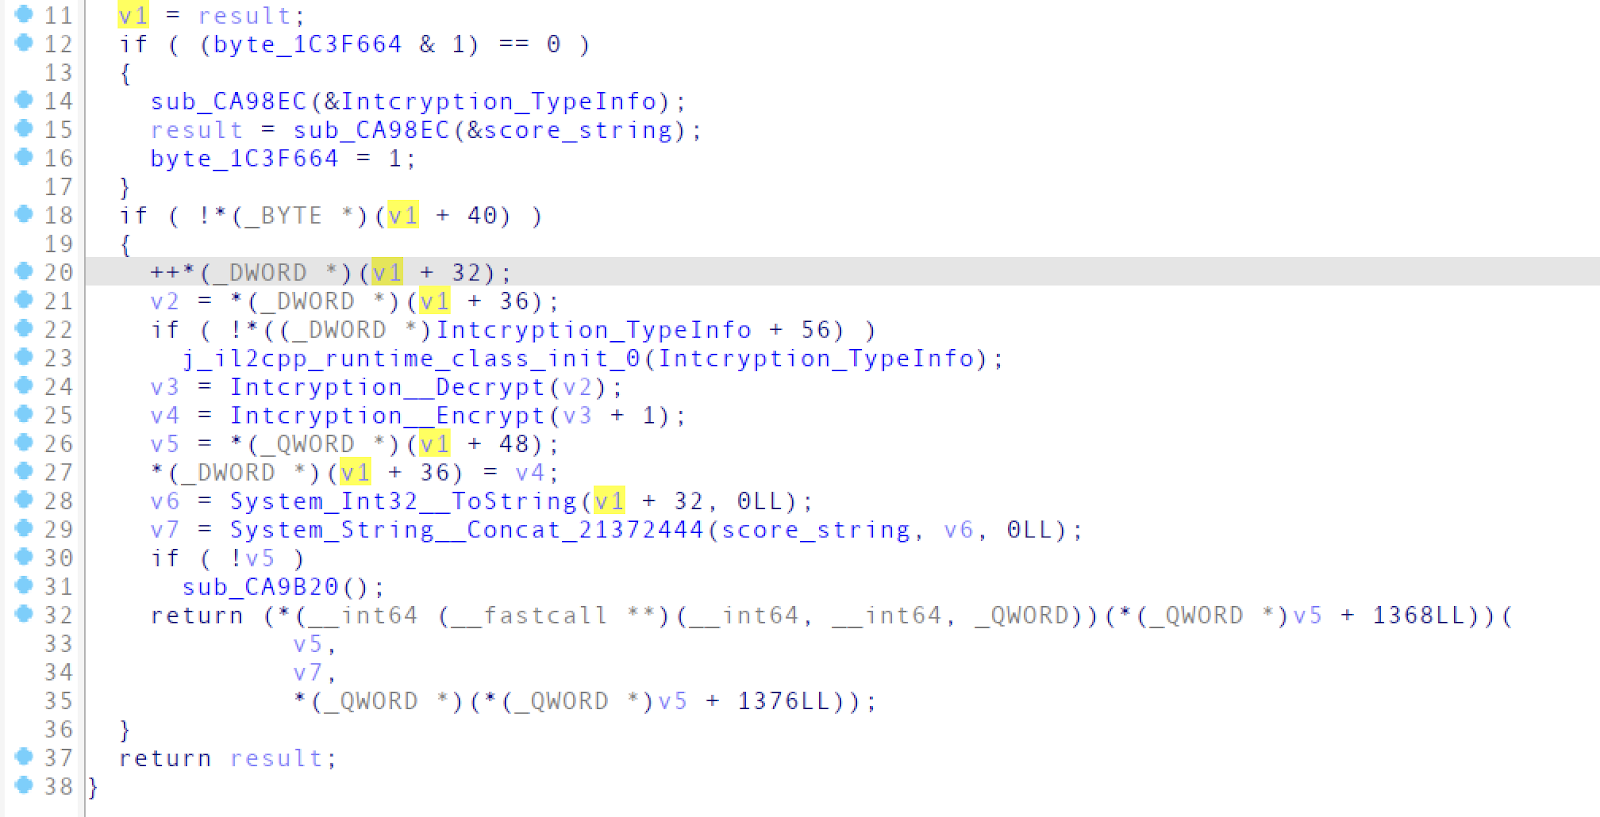 11 v1 = result;
12 if ( (byte_1C3F664 & 1) == 0 )
13 {
14 sub_CA98EC(&Intcryption_TypeInfo);
15 result = sub_CA98EC(&score_string);
16 byte_1C3F664 = 1;
17 }
18 if ( !*(_BYTE *)(v1 + 40) )
19 {
20 ++*(_DWORD *)(v1 + 32);
21 v2 = *(_DWORD *)(v1 + 36);
22 if ( !*((_DWORD *)Intcryption_TypeInfo + 56) )
23 j_il2cpp_runtime_class_init_0(Intcryption_TypeInfo);
24 v3 = Intcryption__Decrypt(v2);
25 v4 = Intcryption__Encrypt(v3 + 1);
26 v5 = *(_QWORD *)(v1 + 48);
27 *(_DWORD *)(v1 + 36) = v4;
28 v6 = System_Int32__ToString(v1 + 32, 0LL);
29 v7 = System_String__Concat_21372444(score_string, v6, 0LL);
30 if ( !v5 )
31 sub_CA9B20();
32 return (*(__int64 (__fastcall **)(__int64, __int64, _QWORD))(*(_QWORD *)v5 + 1368LL))(
33 v5,
34 v7,
35 *(_QWORD *)(*(_QWORD *)v5 + 1376LL));
36 }
37 return result;
38 }